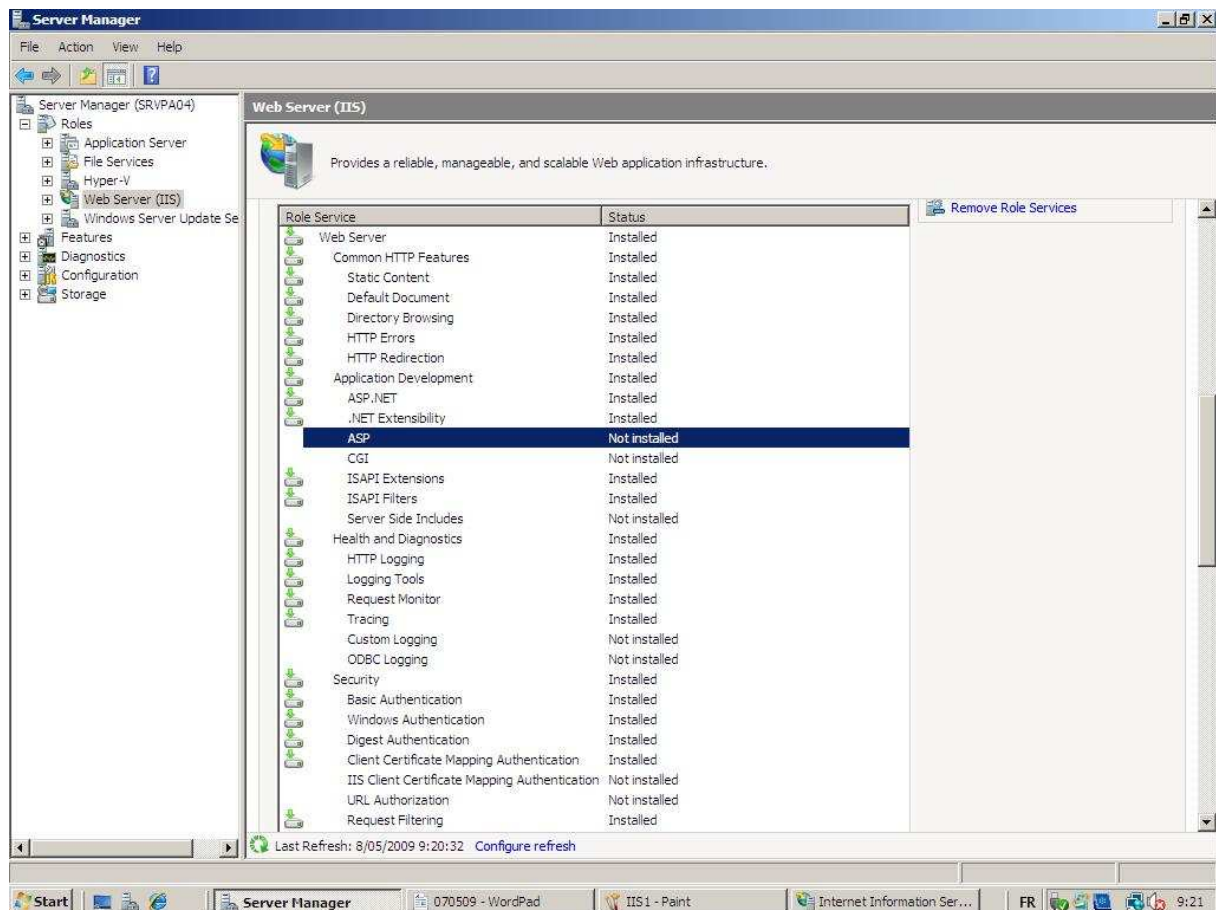 Server Manager
File Action View Help
Server Manager (SRVPA04)
Roles
Application Server
File Services
Hyper-V
Web Server (IIS)
Windows Server Update Se
Features
Diagnostics
Configuration
Storage
Web Server (IIS)
Provides a reliable, manageable, and scalable Web application infrastructure.
Remove Role Services
Role Service Status
Web Server Installed
Common HTTP Features Installed
Static Content Installed
Default Document Installed
Directory Browsing Installed
HTTP Errors Installed
HTTP Redirection Installed
Application Development Installed
ASP.NET Installed
.NET Extensibility Installed
ASP Not installed
CGI Not installed
ISAPI Extensions Installed
ISAPI Filters Installed
Server Side Includes Not installed
Health and Diagnostics Installed
HTTP Logging Installed
Logging Tools Installed
Request Monitor Installed
Tracing Installed
Custom Logging Not installed
ODBC Logging Not installed
Security Installed
Basic Authentication Installed
Windows Authentication Installed
Digest Authentication Installed
Client Certificate Mapping Authentication Installed
IIS Client Certificate Mapping Authentication Not installed
URL Authorization Not installed
Request Filtering Installed
Last Refresh: 8/05/2009 9:20:32 Configure refresh
Start Server Manager 070509 - WordPad IIS1 - Paint Internet Information Ser... FR 9:21